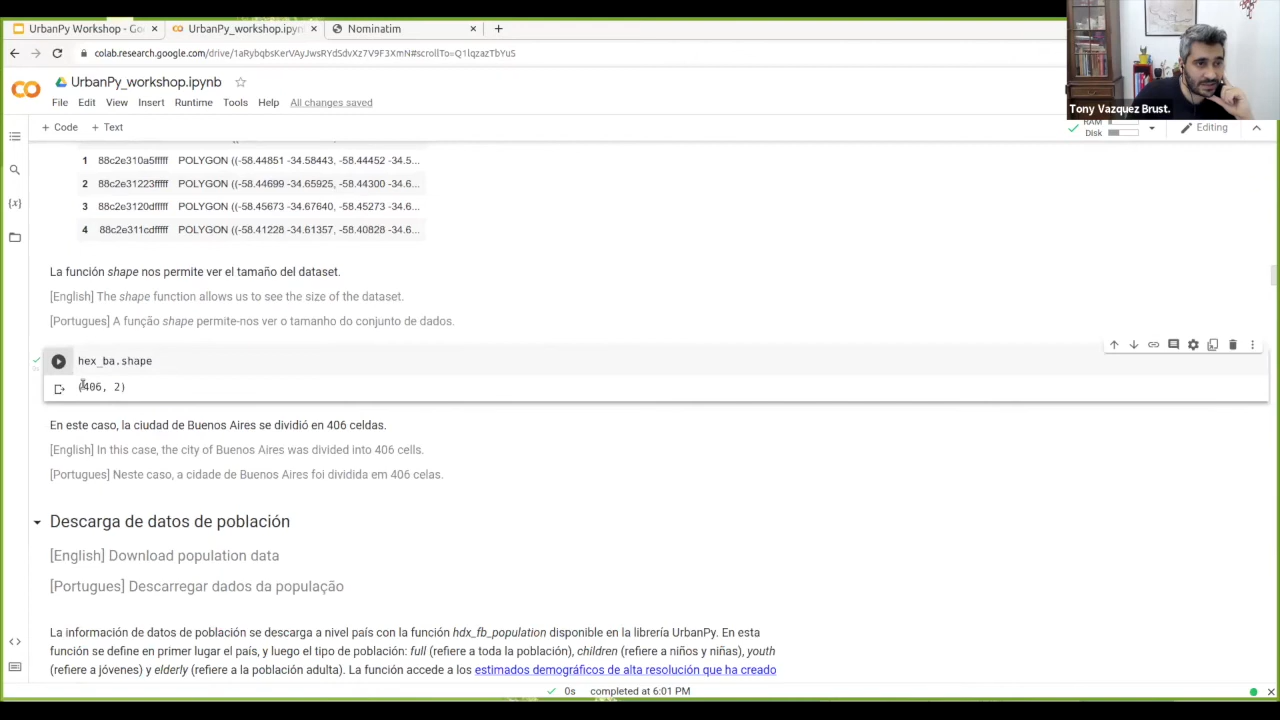 UrbanPy Workshop - Go
UrbanPy_workshop.ipyn
Nominatim
colab.research.google.com/drive/1aRybqbsKerVAyJwsRYdSdvXz7V9F3XmN#scrollTo=Q1lqzazTbYuS
UrbanPy_workshop.ipynb
File Edit View Insert Runtime Tools Help All changes saved
Tony Vazquez Brust.
+ Code + Text
RAM
Disk
Editing
1 88c2e310a5fffff POLYGON ((-58.44851 -34.58443, -58.44452 -34.5...
2 88c2e31223fffff POLYGON ((-58.44699 -34.65925, -58.44300 -34.6...
3 88c2e3120dfffff POLYGON ((-58.45673 -34.67640, -58.45273 -34.6...
4 88c2e311cdfffff POLYGON ((-58.41228 -34.61357, -58.40828 -34.6...
La función shape nos permite ver el tamaño del dataset.
[English] The shape function allows us to see the size of the dataset.
[Portugues] A função shape permite-nos ver o tamanho do conjunto de dados.
hex_ba.shape
(406, 2)
En este caso, la ciudad de Buenos Aires se dividió en 406 celdas.
[English] In this case, the city of Buenos Aires was divided into 406 cells.
[Portugues] Neste caso, a cidade de Buenos Aires foi dividida em 406 celas.
Descarga de datos de población
[English] Download population data
[Portugues] Descarregar dados da população
La información de datos de población se descarga a nivel país con la función hdx_fb_population disponible en la librería UrbanPy. En esta
función se define en primer lugar el país, y luego el tipo de población: full (refiere a toda la población), children (refiere a niños y niñas), youth
(refiere a jóvenes) y elderly (refiere a la población adulta). La función accede a los estimados demográficos de alta resolución que ha creado
0s completed at 6:01 PM